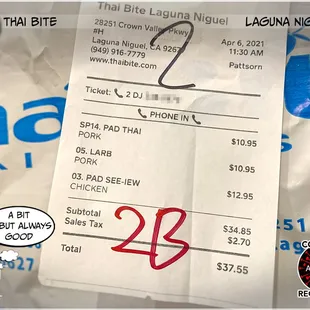 THAI BITE
LAGUNA NIGU
Thai Bite Laguna Niguel
28251 Crown Valley Pkwy
#H
Laguna Niguel, CA 9267
(949) 916-7779
www.thaibite.com
Apr 6, 2021
11:30 AM
Pattsorn
2
Ticket: 2 DJ
PHONE IN
SP14. PAD THAI $10.95
PORK
05. LARB $10.95
PORK
03. PAD SEE-IEW $12.95
CHICKEN
Subtotal $34.85
Sales Tax $2.70
Total $37.55
2B
A BIT
BUT ALWAYS
GOOD